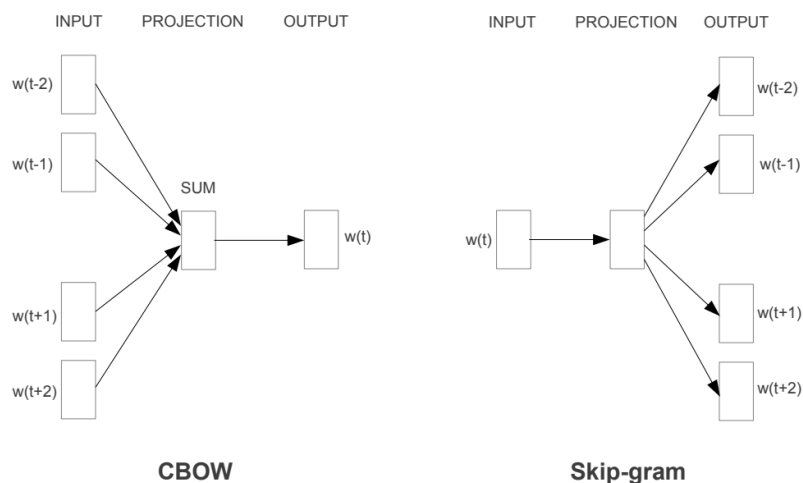 INPUT PROJECTION OUTPUT
w(t-2)
w(t-1)
SUM
w(t)
w(t+1)
w(t+2)
CBOW
INPUT PROJECTION OUTPUT
w(t-2)
w(t-1)
w(t)
w(t+1)
w(t+2)
Skip-gram